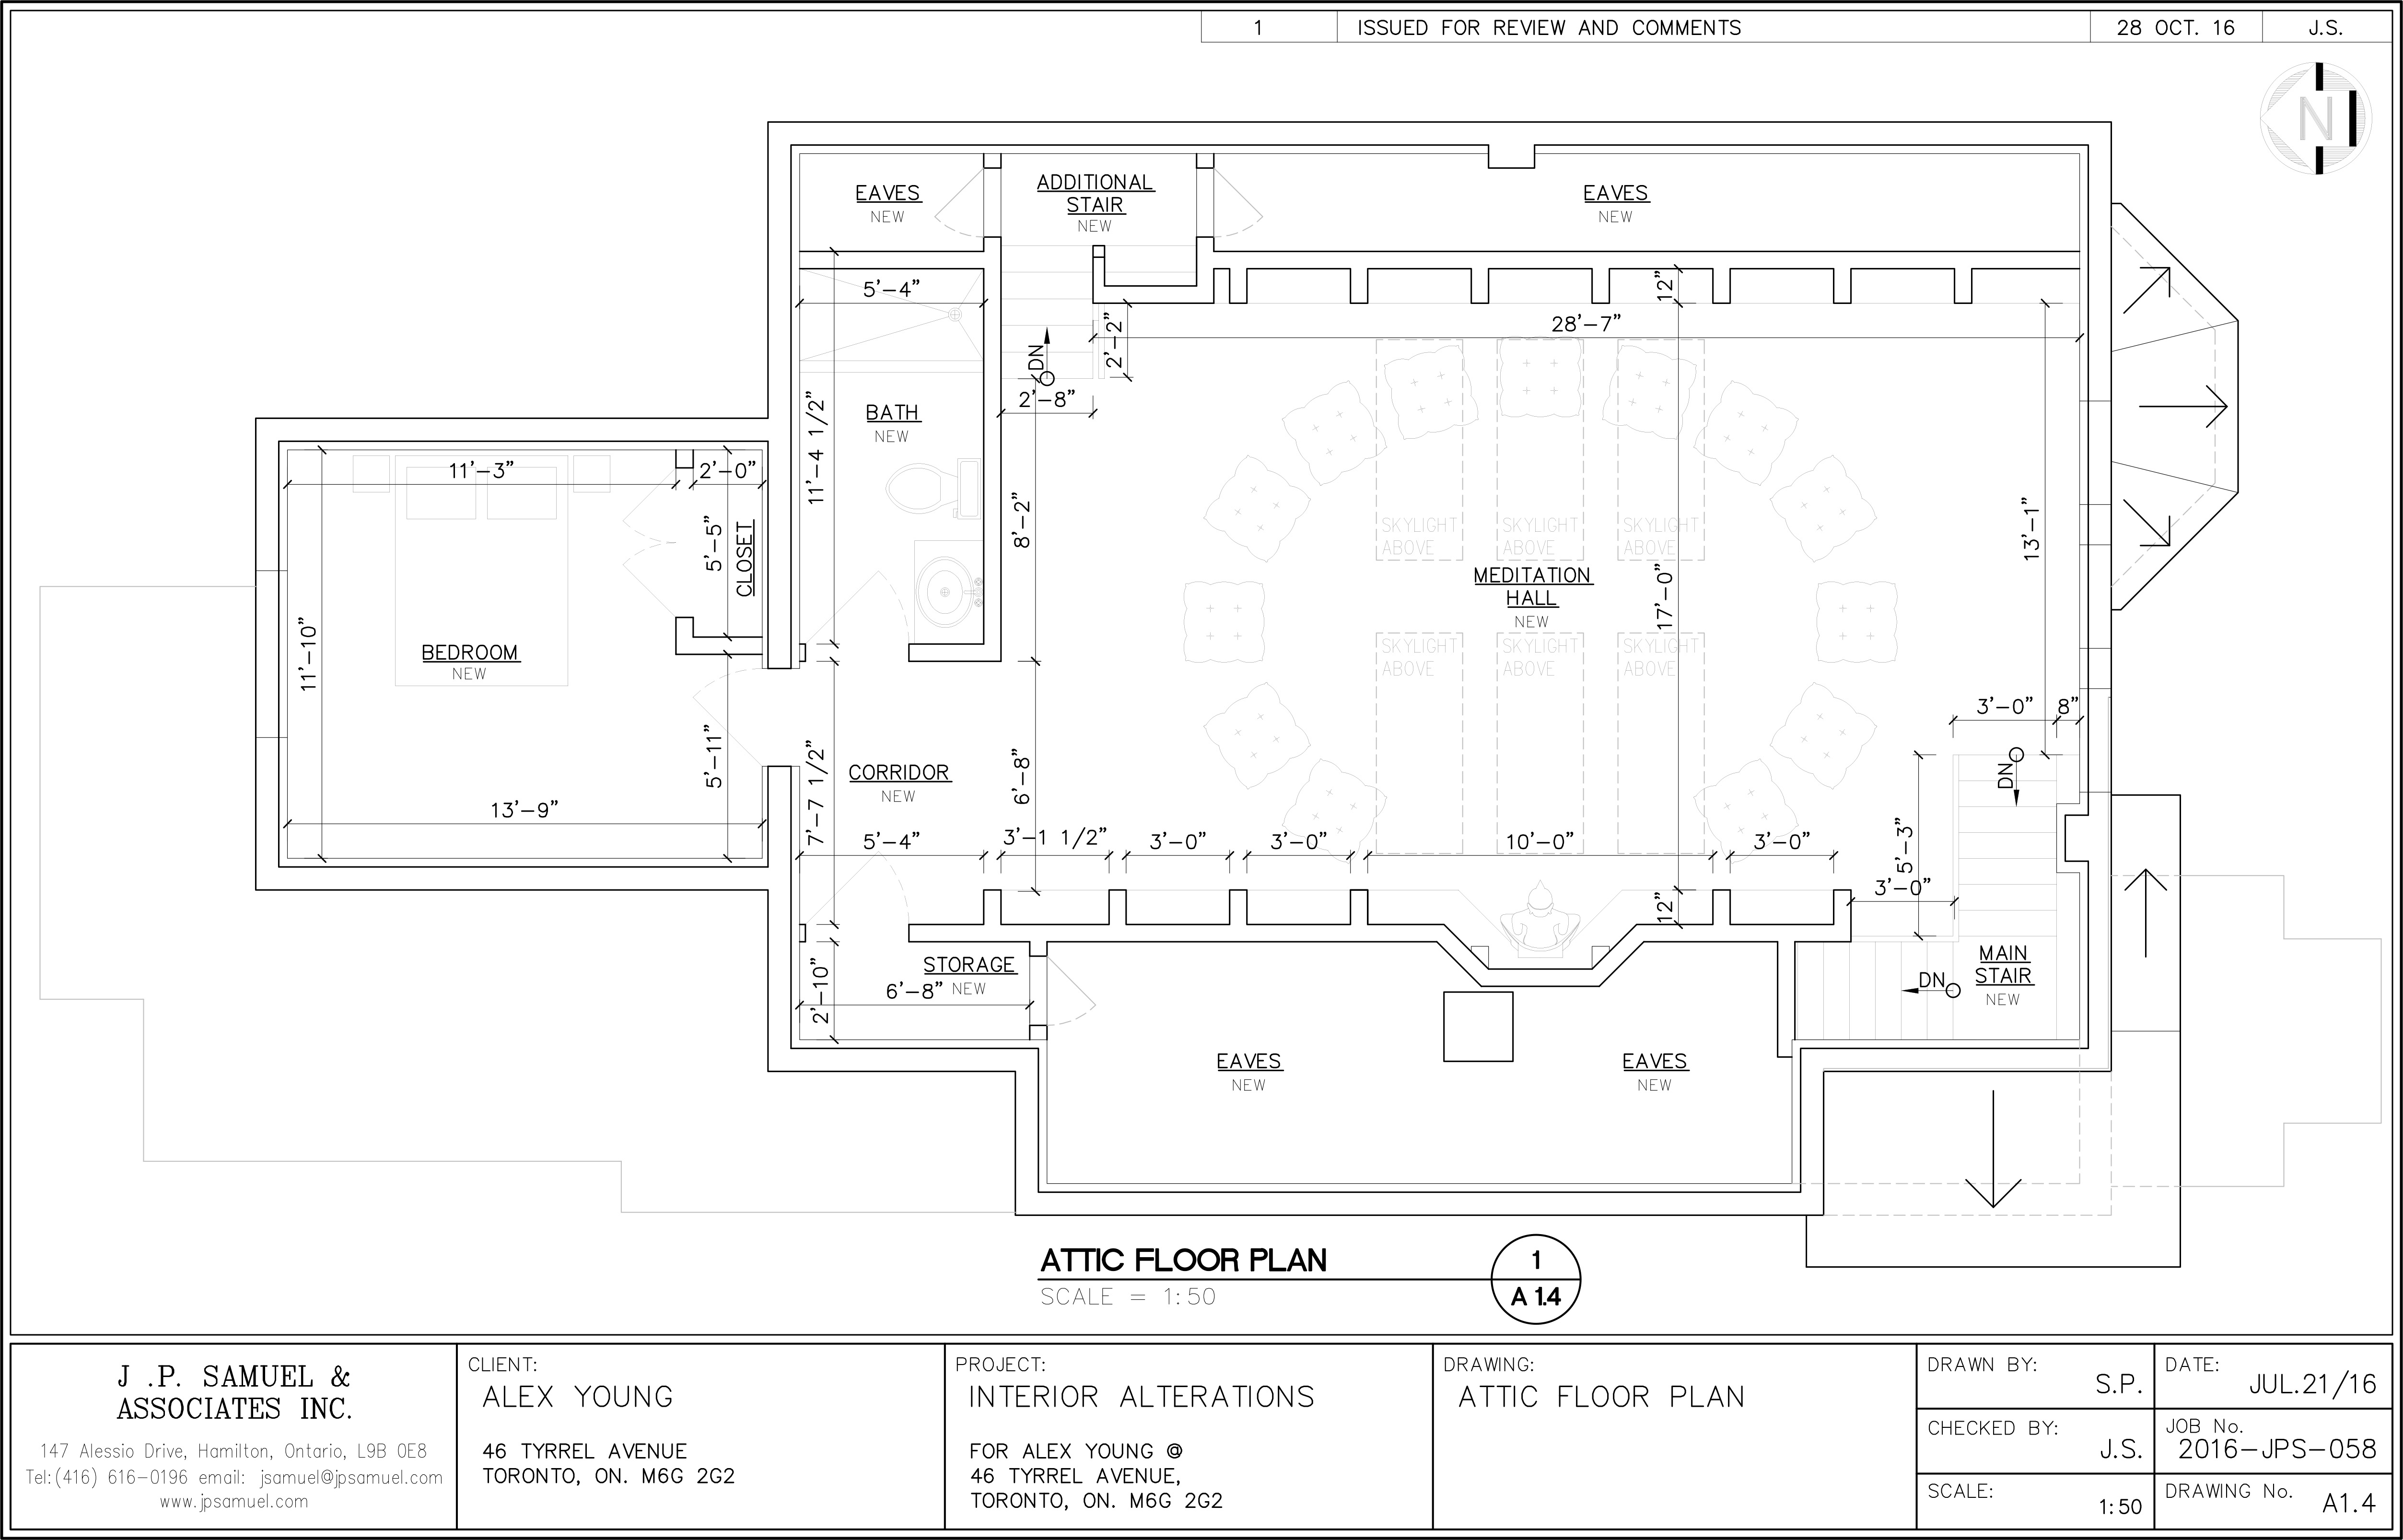 1 ISSUED FOR REVIEW AND COMMENTS 28 OCT. 16 J.S.
N
EAVES
NEW
ADDITIONAL
STAIR
NEW
EAVES
NEW
5'-4"
12"
28'-7"
2'-2"
DN
2'-8"
BATH
NEW
11'-4 1/2"
11'-3"
2'-0"
5'-5"
CLOSET
8'-2"
13'-1"
SKYLIGHT
ABOVE
SKYLIGHT
ABOVE
SKYLIGHT
ABOVE
MEDITATION
HALL
NEW
17'-0"
11'-10"
BEDROOM
NEW
SKYLIGHT
ABOVE
SKYLIGHT
ABOVE
SKYLIGHT
ABOVE
3'-0"
8"
5'-11"
CORRIDOR
NEW
7'-7 1/2"
6'-8"
DN
13'-9"
5'-4"
3'-1 1/2"
3'-0"
3'-0"
10'-0"
3'-0"
5'-3"
3'-0"
12"
STORAGE
NEW
6'-8"
2'-10"
MAIN
STAIR
NEW
DN
EAVES
NEW
EAVES
NEW
ATTIC FLOOR PLAN
SCALE = 1:50
1
A 1.4
J .P. SAMUEL &
ASSOCIATES INC.
147 Alessio Drive, Hamilton, Ontario, L9B 0E8
Tel:(416) 616-0196 email: jsamuel@jpsamuel.com
www.jpsamuel.com
CLIENT:
ALEX YOUNG
46 TYRREL AVENUE
TORONTO, ON. M6G 2G2
PROJECT:
INTERIOR ALTERATIONS
FOR ALEX YOUNG @
46 TYRREL AVENUE,
TORONTO, ON. M6G 2G2
DRAWING:
ATTIC FLOOR PLAN
DRAWN BY:
S.P.
DATE:
JUL.21/16
CHECKED BY:
J.S.
JOB No.
2016-JPS-058
SCALE:
1:50
DRAWING No.
A1.4